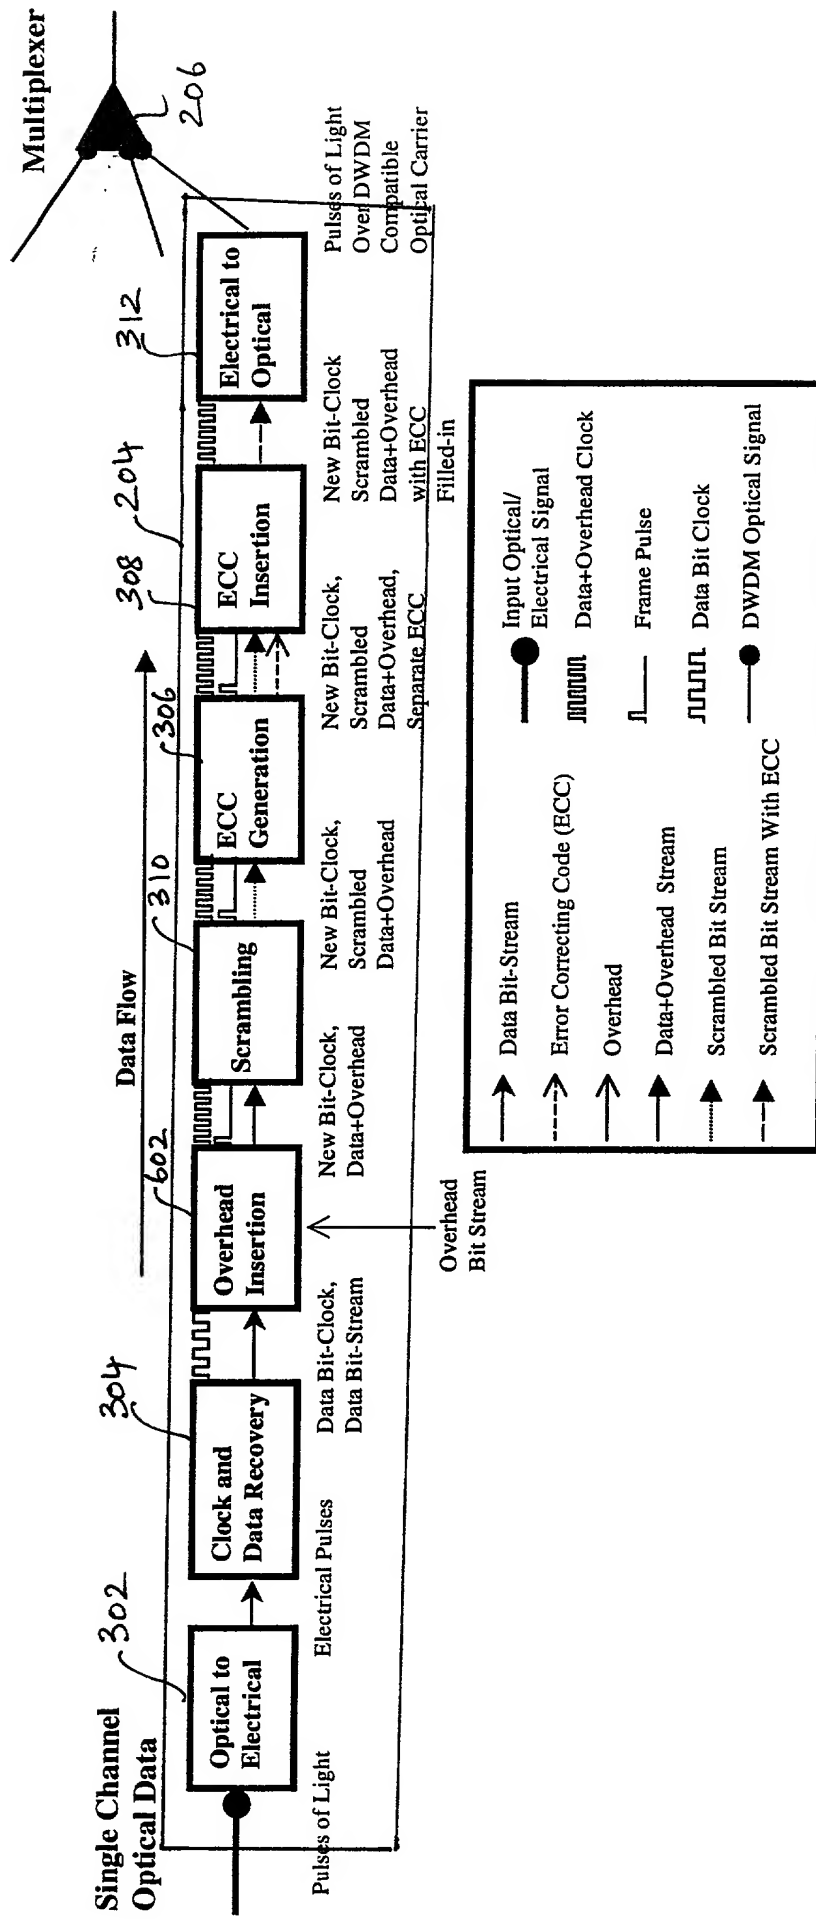 Single Channel
Optical Data
Multiplexer
206
Data Flow
302
304
602
310
306
308
204
312
Optical to
Electrical
Clock and
Data Recovery
Overhead
Insertion
Scrambling
ECC
Generation
ECC
Insertion
Electrical to
Optical
Pulses of Light
Electrical Pulses
Data Bit-Clock,
Data Bit-Stream
New Bit-Clock,
Data+Overhead
New Bit-Clock,
Scrambled
Data+Overhead
New Bit-Clock,
Scrambled
Data+Overhead,
Separate ECC
New Bit-Clock
Scrambled
Data+Overhead
with ECC
Filled-in
Pulses of Light
Over DWDM
Compatible
Optical Carrier
Overhead
Bit Stream
Data Bit-Stream
Error Correcting Code (ECC)
Overhead
Data+Overhead Stream
Scrambled Bit Stream
Scrambled Bit Stream With ECC
Input Optical/
Electrical Signal
Data+Overhead Clock
Frame Pulse
Data Bit Clock
DWDM Optical Signal